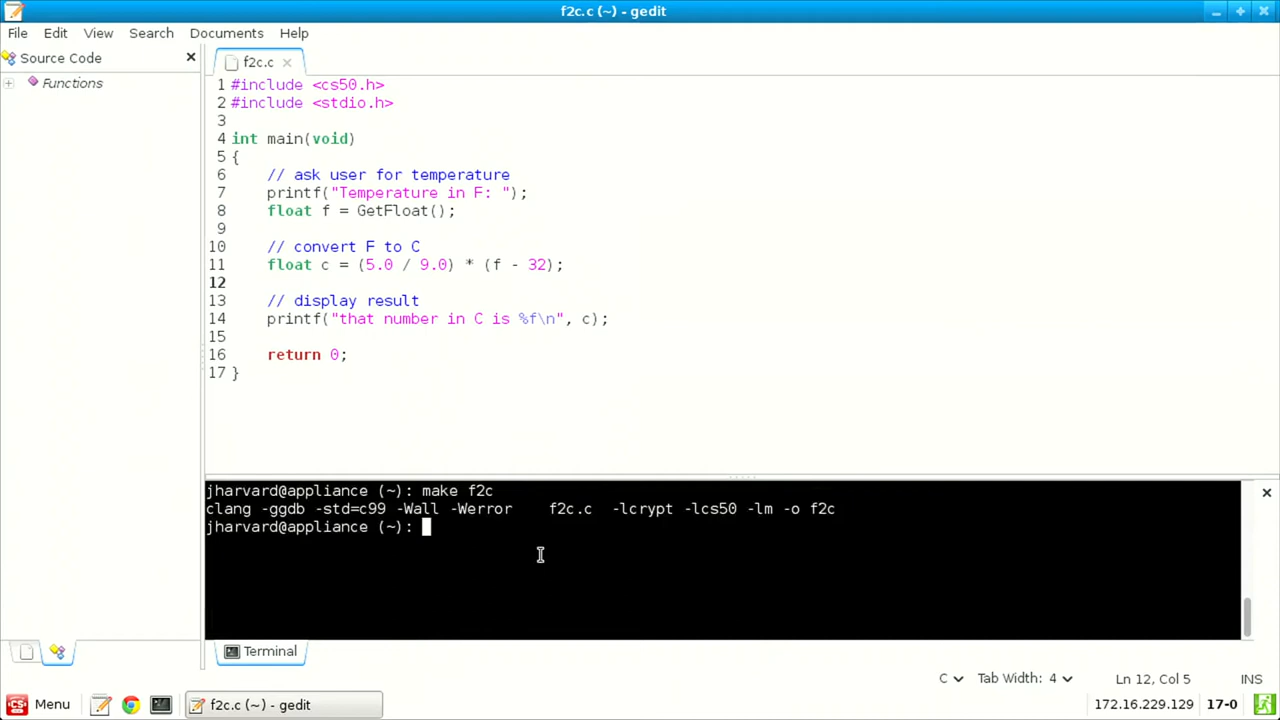 f2c.c (~) - gedit
File Edit View Search Documents Help
Source Code
f2c.c
Functions
1 #include <cs50.h>
2 #include <stdio.h>
3
4 int main(void)
5 {
6     // ask user for temperature
7     printf("Temperature in F: ");
8     float f = GetFloat();
9
10     // convert F to C
11     float c = (5.0 / 9.0) * (f - 32);
12
13     // display result
14     printf("that number in C is %f\n", c);
15
16     return 0;
17 }
jharvard@appliance (~): make f2c
clang -ggdb -std=c99 -Wall -Werror    f2c.c  -lcrypt -lcs50 -lm -o f2c
jharvard@appliance (~):
Terminal
C Tab Width: 4 Ln 12, Col 5 INS
CS50 Menu f2c.c (~) - gedit 172.16.229.129 17-0